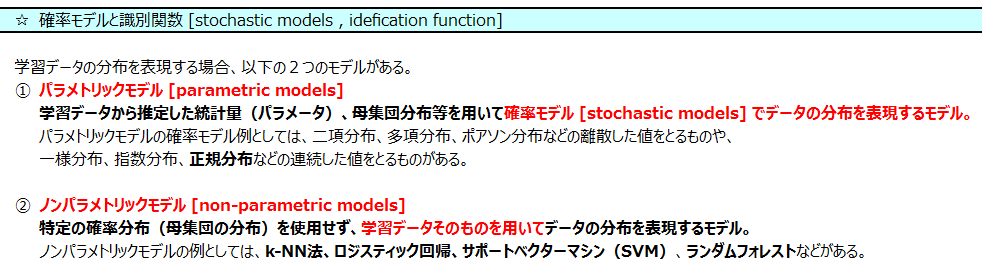 ☆ 確率モデルと識別関数 [stochastic models , idefication function]
学習データの分布を表現する場合、以下の２つのモデルがある。
① パラメトリックモデル [parametric models]
学習データから推定した統計量（パラメータ）、母集団分布等を用いて確率モデル [stochastic models] でデータの分布を表現するモデル。
パラメトリックモデルの確率モデル例としては、二項分布、多項分布、ポアソン分布などの離散した値をとるものや、
一様分布、指数分布、正規分布などの連続した値をとるものがある。
② ノンパラメトリックモデル [non-parametric models]
特定の確率分布（母集団の分布）を使用せず、学習データそのものを用いてデータの分布を表現するモデル。
ノンパラメトリックモデルの例としては、k-NN法、ロジスティック回帰、サポートベクターマシン（SVM）、ランダムフォレストなどがある。